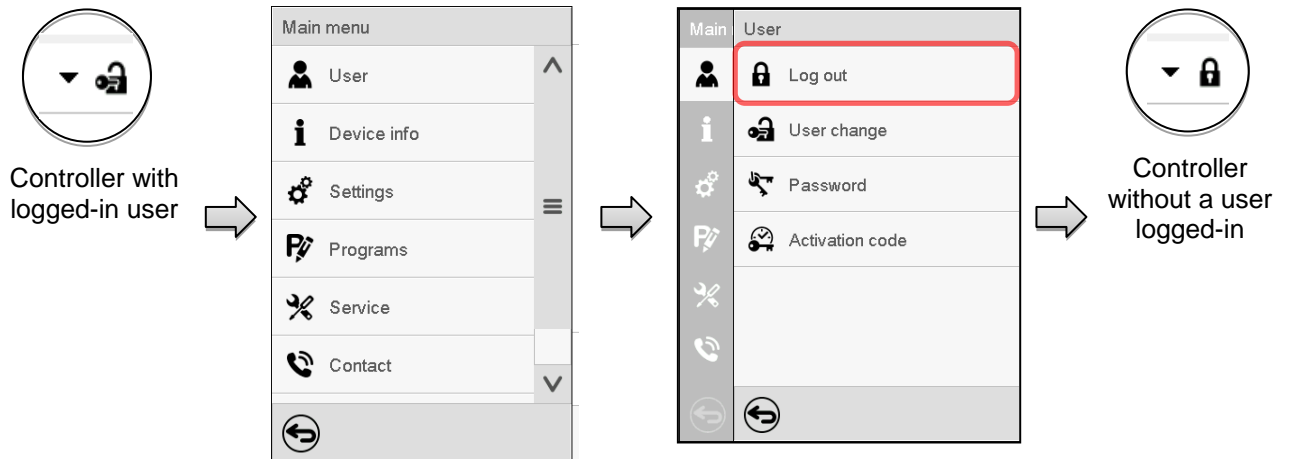 Controller with
logged-in user
Main menu
User
Device info
Settings
Programs
Service
Contact
Main
User
Log out
User change
Password
Activation code
Controller
without a user
logged-in